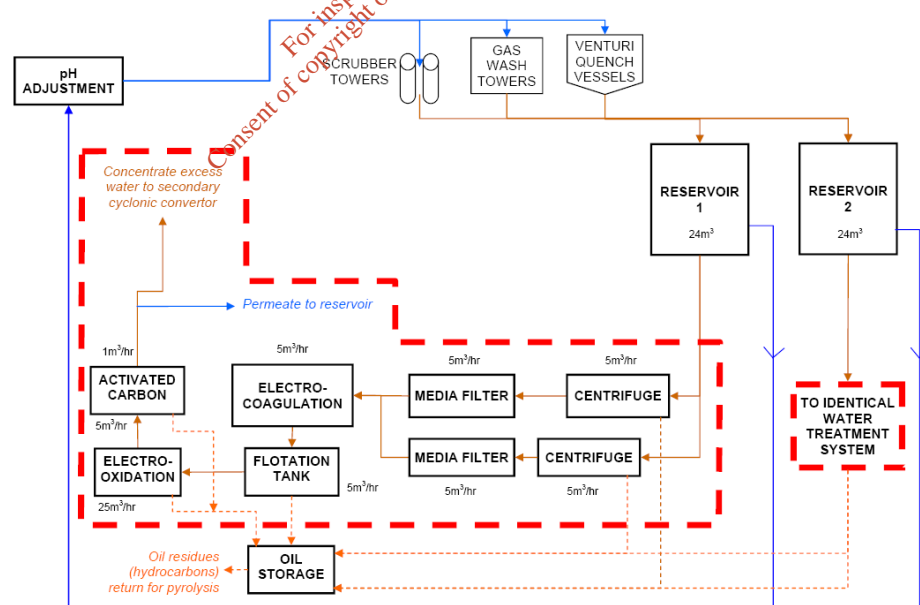 For insp
Consent of copyright o
pH
ADJUSTMENT
SCRUBBER
TOWERS
GAS
WASH
TOWERS
VENTURI
QUENCH
VESSELS
Concentrate excess
water to secondary
cyclonic convertor
RESERVOIR
1
24m³
RESERVOIR
2
24m³
Permeate to reservoir
1m³/hr
5m³/hr
5m³/hr
5m³/hr
ACTIVATED
CARBON
ELECTRO-
COAGULATION
MEDIA FILTER
CENTRIFUGE
TO IDENTICAL
WATER
TREATMENT
SYSTEM
5m³/hr
ELECTRO-
OXIDATION
FLOTATION
TANK
MEDIA FILTER
CENTRIFUGE
25m³/hr
5m³/hr
5m³/hr
5m³/hr
Oil residues
(hydrocarbons)
return for pyrolysis
OIL
STORAGE